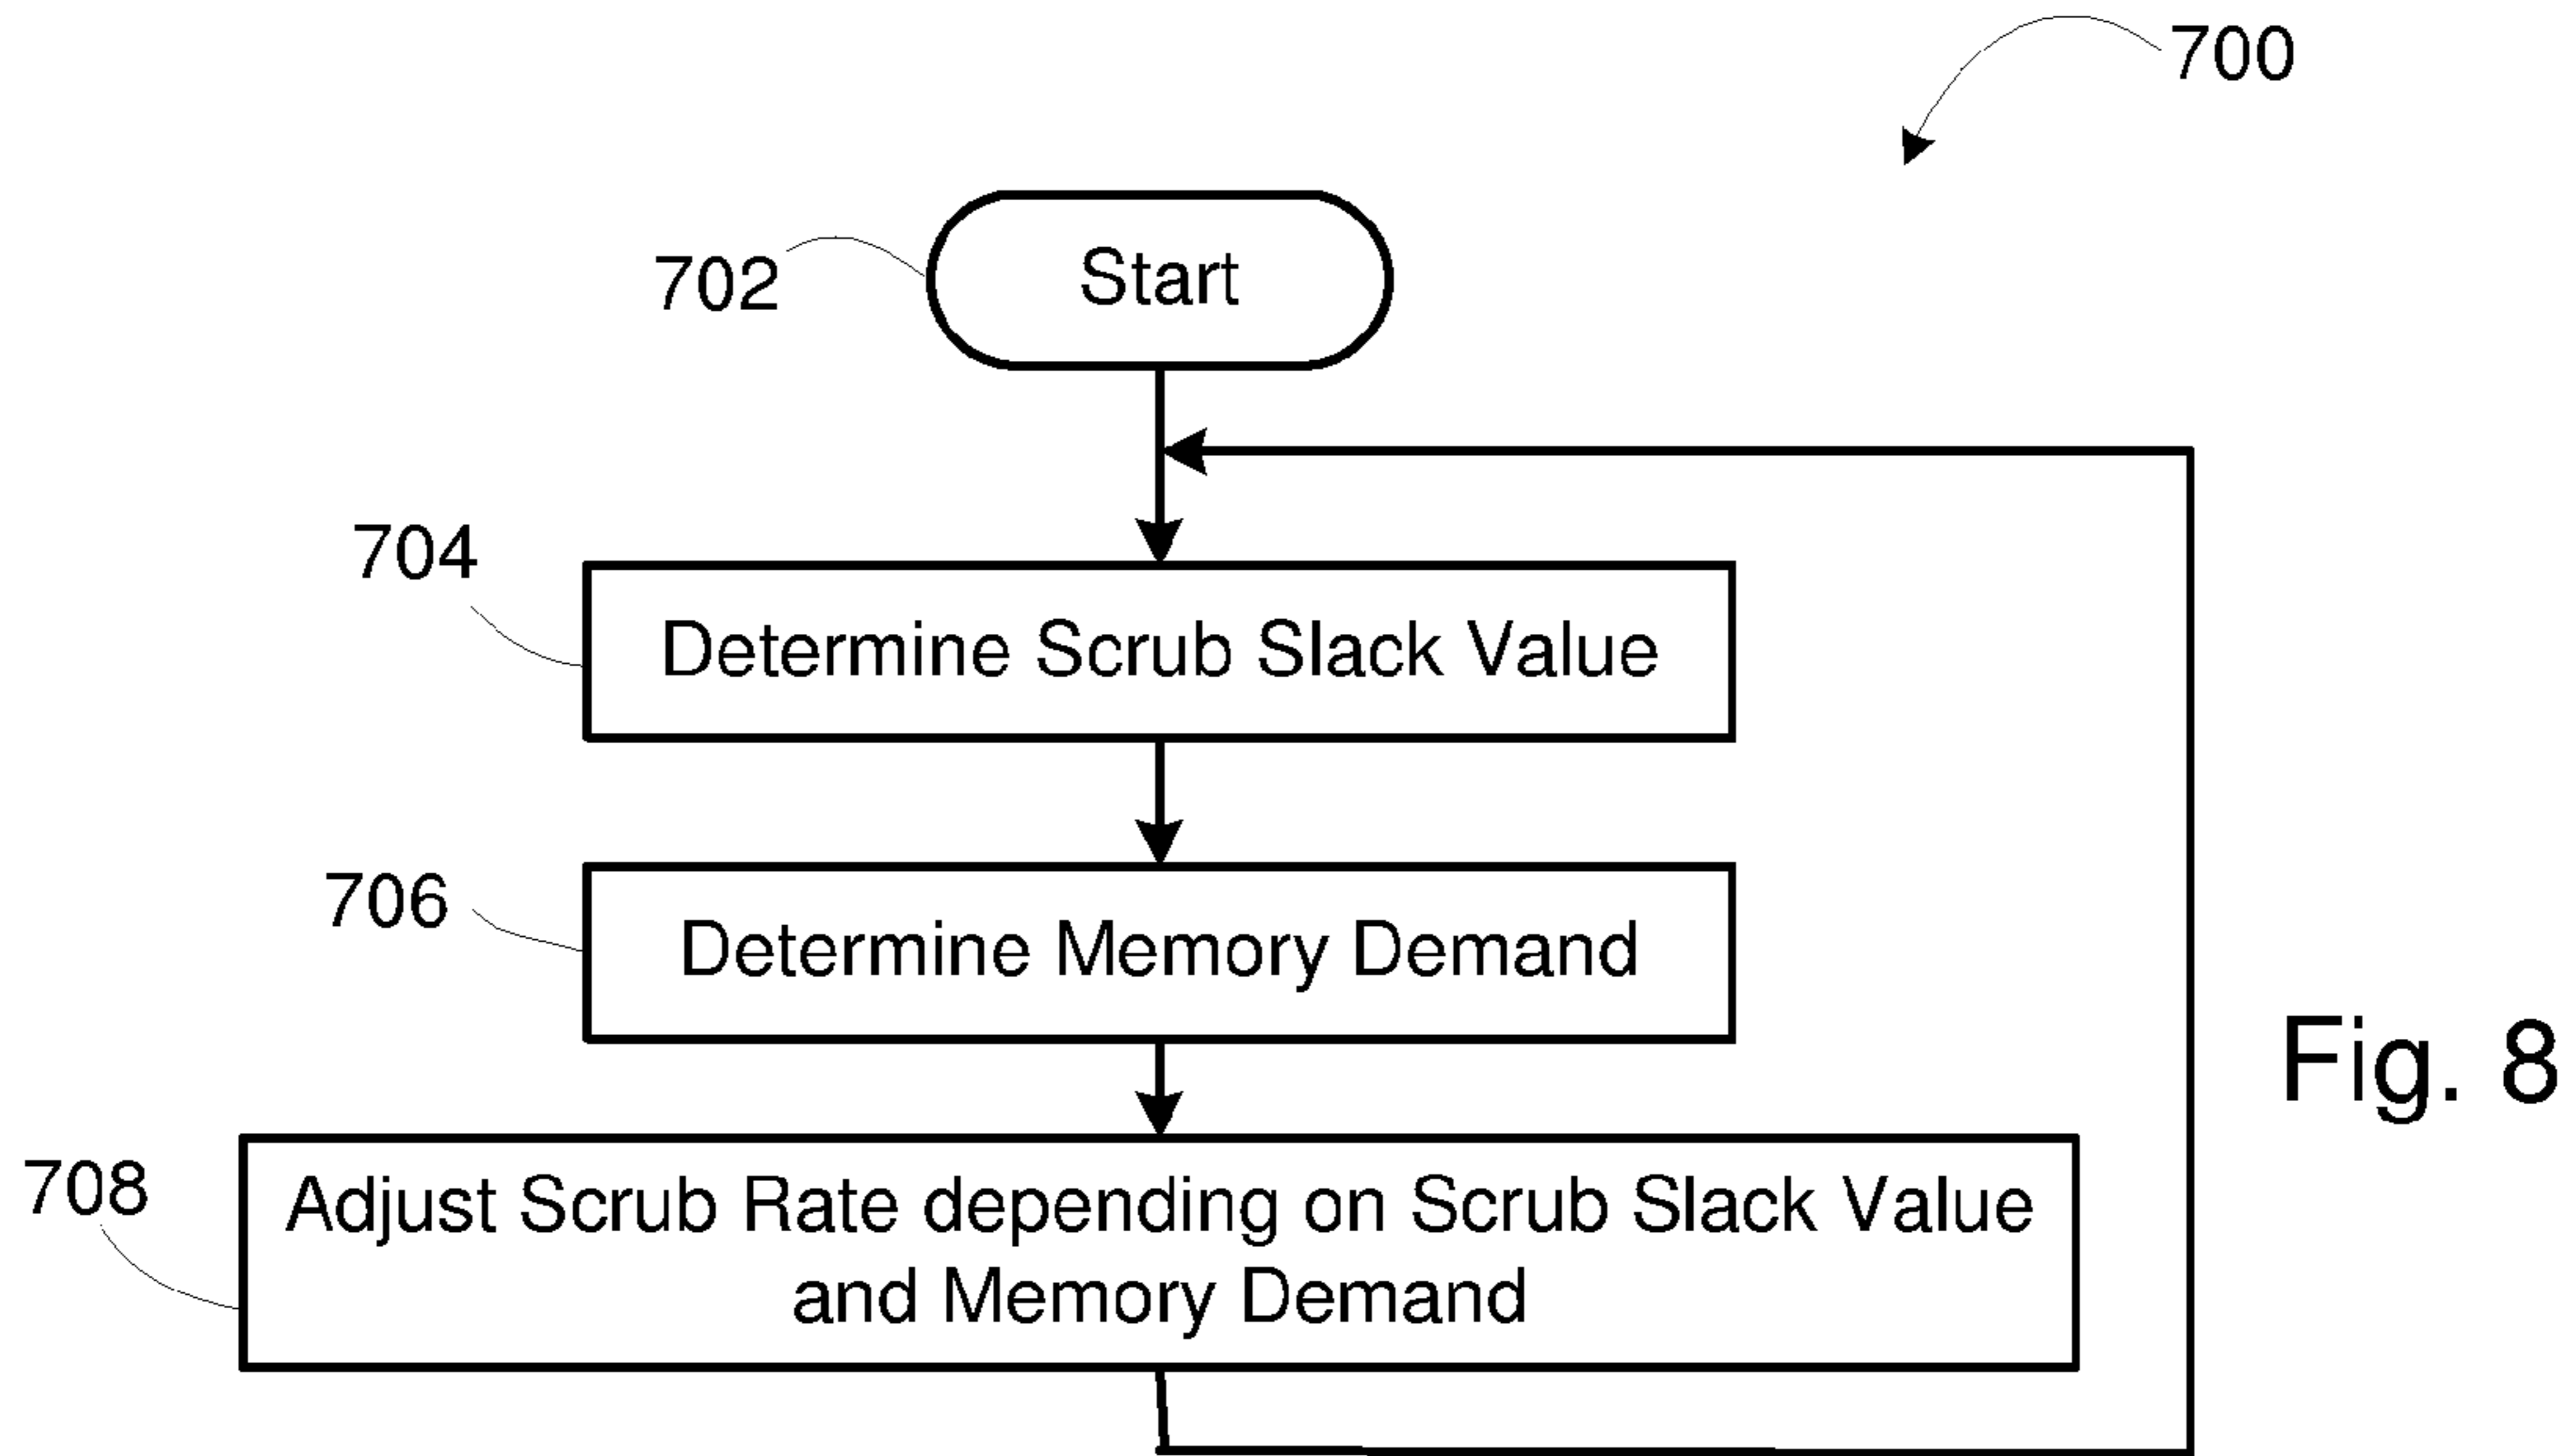 700
702
Start
704
Determine Scrub Slack Value
706
Determine Memory Demand
Fig. 8
708
Adjust Scrub Rate depending on Scrub Slack Value
and Memory Demand